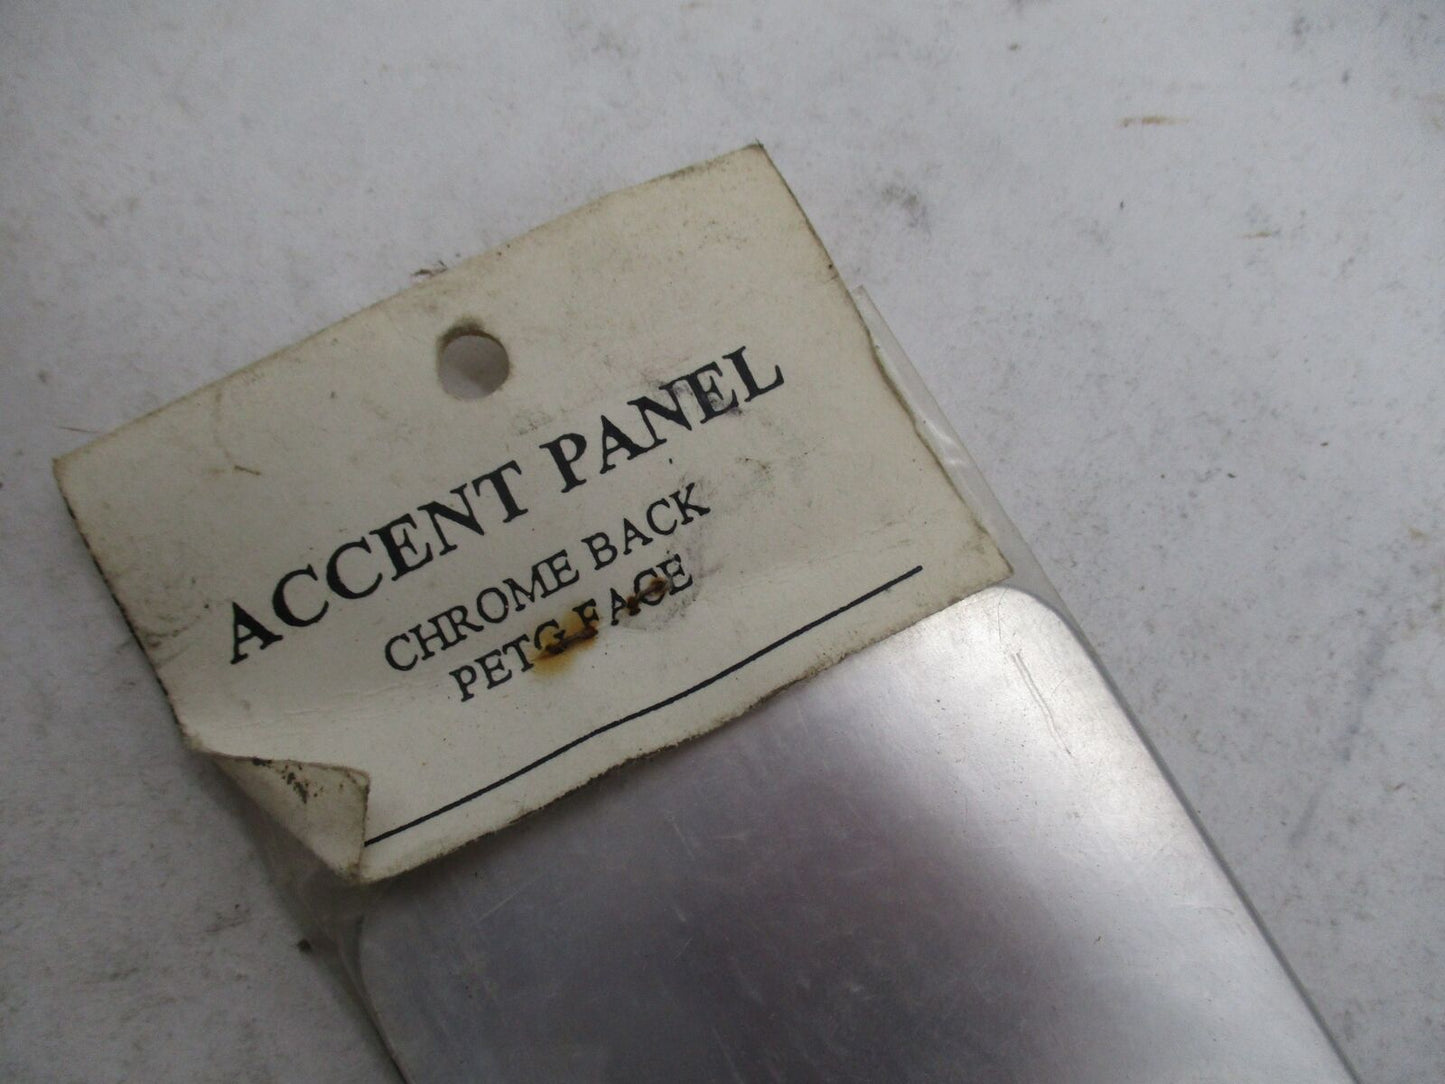 ACCENT PANEL
CHROME BACK
PETG FACE